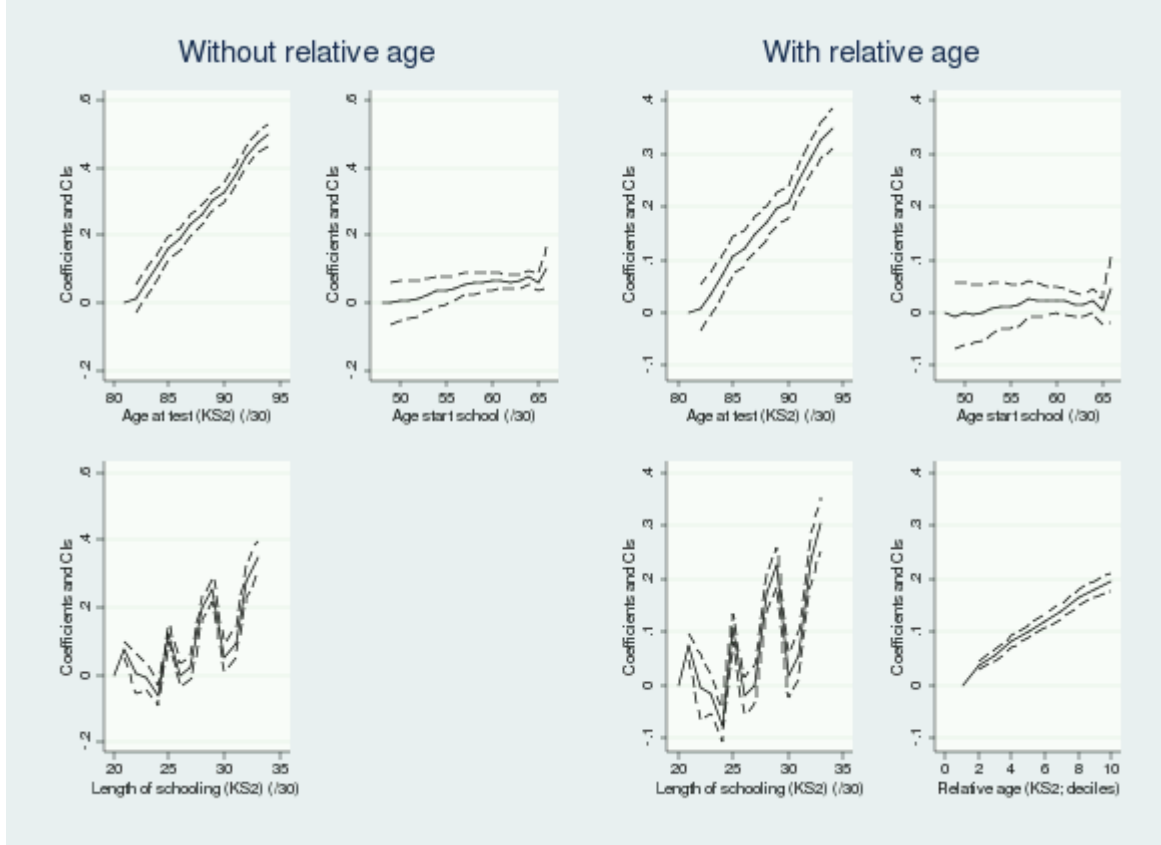 Without relative age
With relative age
Coefficients and CIs
-.2 0 .2 .4 .6
80 85 90 95
Age at test (KS2) (/30)
Coefficients and CIs
-.2 0 .2 .4 .6
50 55 60 65
Age start school (/30)
Coefficients and CIs
-.1 0 .1 .2 .3 .4
80 85 90 95
Age at test (KS2) (/30)
Coefficients and CIs
-.1 0 .1 .2 .3 .4
50 55 60 65
Age start school (/30)
Coefficients and CIs
-.2 0 .2 .4 .6
20 25 30 35
Length of schooling (KS2) (/30)
Coefficients and CIs
-.1 0 .1 .2 .3 .4
20 25 30 35
Length of schooling (KS2) (/30)
Coefficients and CIs
-.1 0 .1 .2 .3 .4
0 2 4 6 8 10
Relative age (KS2; deciles)